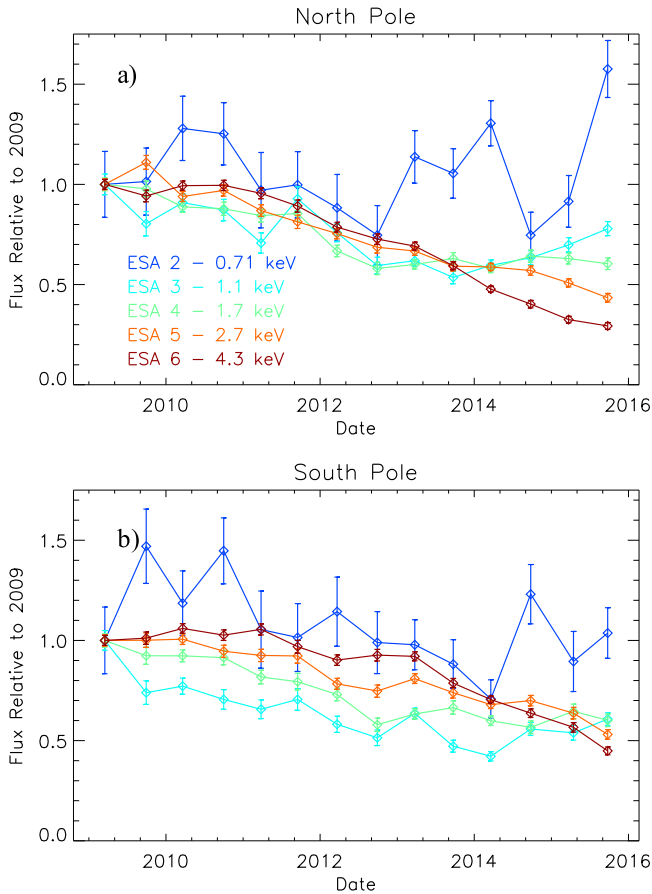 North Pole
a)
1.5
1.0
0.5
0.0
Flux Relative to 2009
ESA 2 – 0.71 keV
ESA 3 – 1.1 keV
ESA 4 – 1.7 keV
ESA 5 – 2.7 keV
ESA 6 – 4.3 keV
2010 2012 2014 2016
Date
South Pole
b)
1.5
1.0
0.5
0.0
Flux Relative to 2009
2010 2012 2014 2016
Date